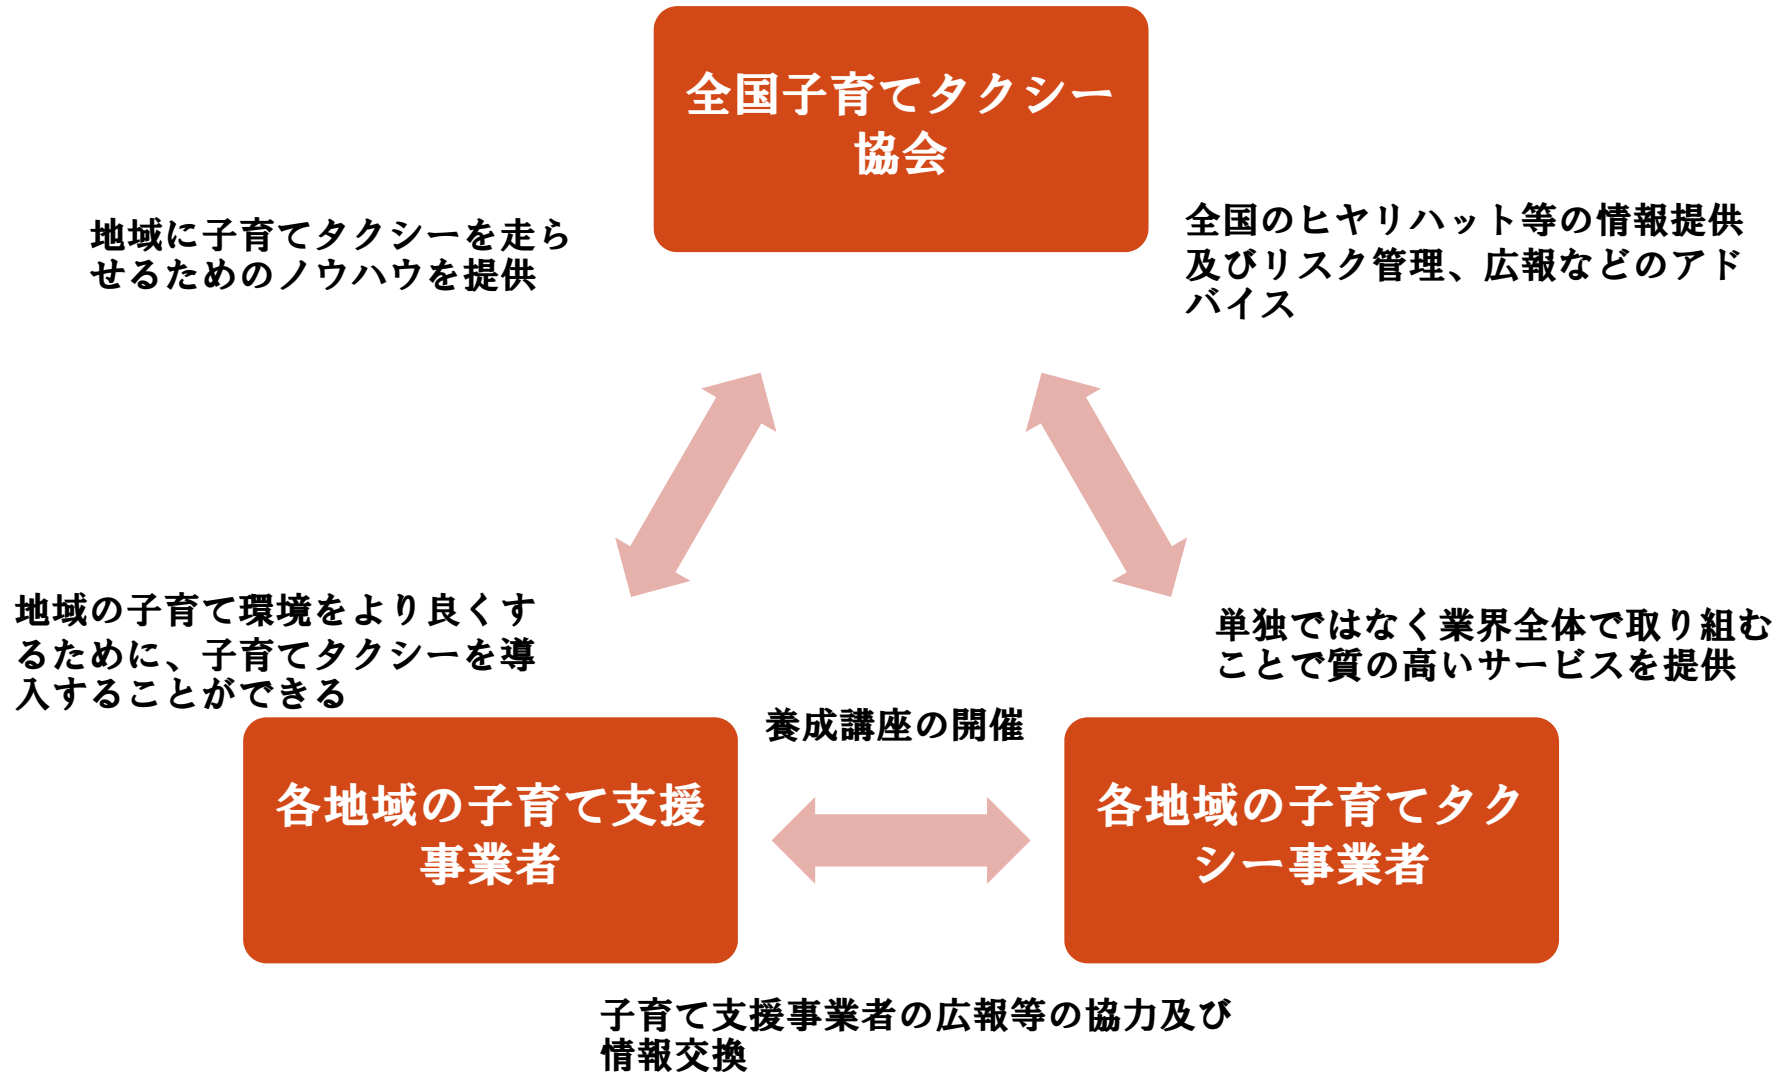 全国子育てタクシー
協会
地域に子育てタクシーを走ら
せるためのノウハウを提供
全国のヒヤリハット等の情報提供
及びリスク管理、広報などのアド
バイス
地域の子育て環境をより良くす
るために、子育てタクシーを導
入することができる
単独ではなく業界全体で取り組む
ことで質の高いサービスを提供
養成講座の開催
各地域の子育て支援
事業者
各地域の子育てタク
シー事業者
子育て支援事業者の広報等の協力及び
情報交換